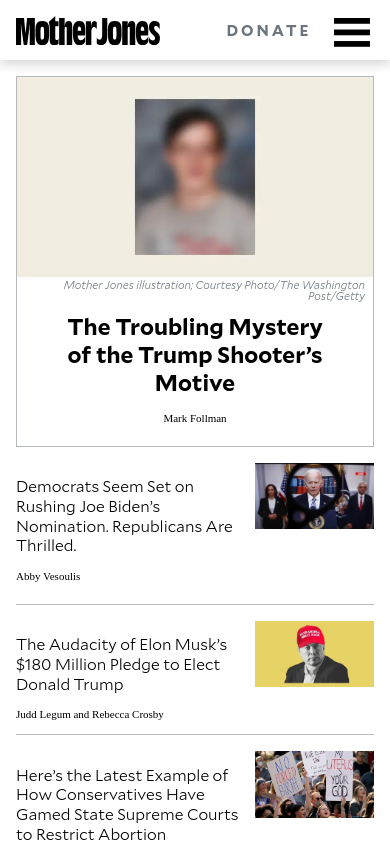 Mother Jones
DONATE
Mother Jones illustration; Courtesy Photo/The Washington
Post/Getty
The Troubling Mystery
of the Trump Shooter’s
Motive
Mark Follman
Democrats Seem Set on
Rushing Joe Biden’s
Nomination. Republicans Are
Thrilled.
Abby Vesoulis
The Audacity of Elon Musk’s
$180 Million Pledge to Elect
Donald Trump
Judd Legum and Rebecca Crosby
Here’s the Latest Example of
How Conservatives Have
Gamed State Supreme Courts
to Restrict Abortion